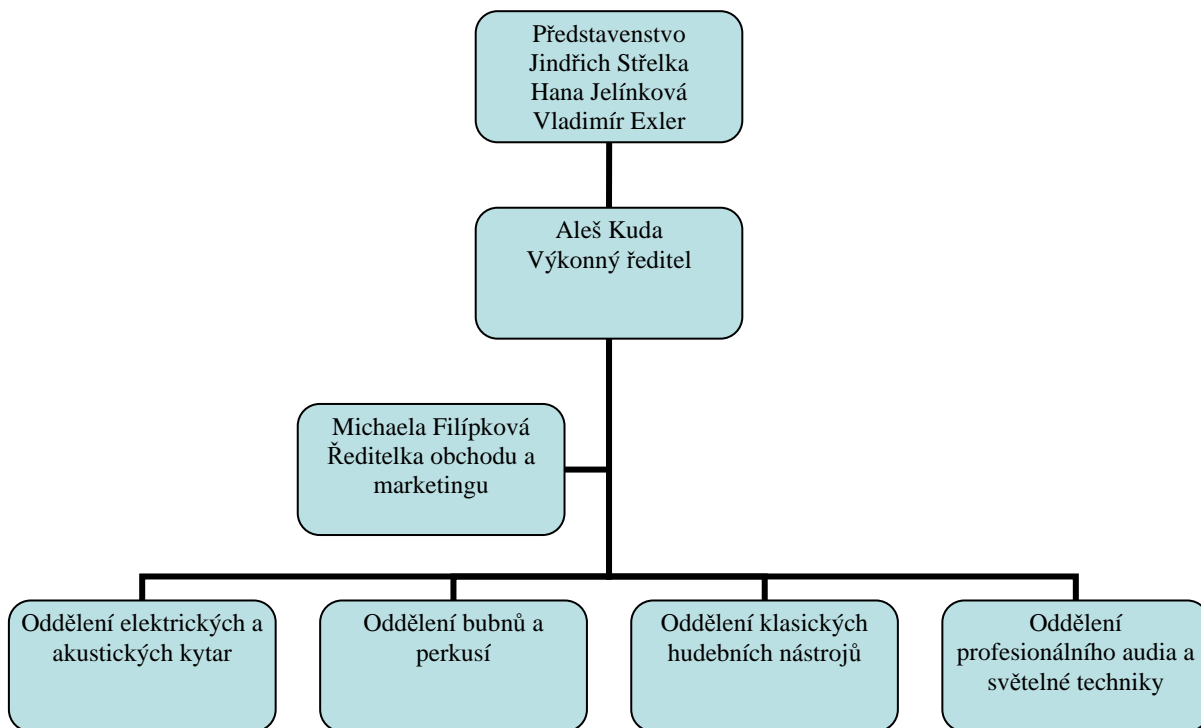 Představenstvo
Jindřich Střelka
Hana Jelínková
Vladimír Exler
Aleš Kuda
Výkonný ředitel
Michaela Filípková
Ředitelka obchodu a
marketingu
Oddělení elektrických a
akustických kytar
Oddělení bubnů a
perkusí
Oddělení klasických
hudebních nástrojů
Oddělení
profesionálního audia a
světelné techniky